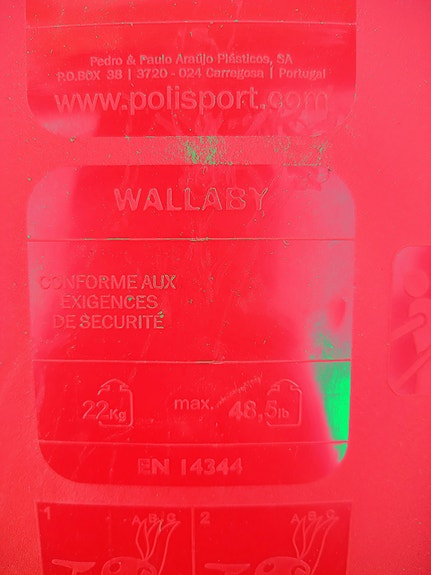 Pedro & Paulo Araújo Plásticos, SA
P.O.BOX 38 | 3720 - 024 Carregosa | Portugal
www.polisport.com
WALLABY
CONFORME AUX
EXIGENCES
DE SECURITÉ
22Kg max. 48,5lb
EN 14344
1 A B C 2 A B C